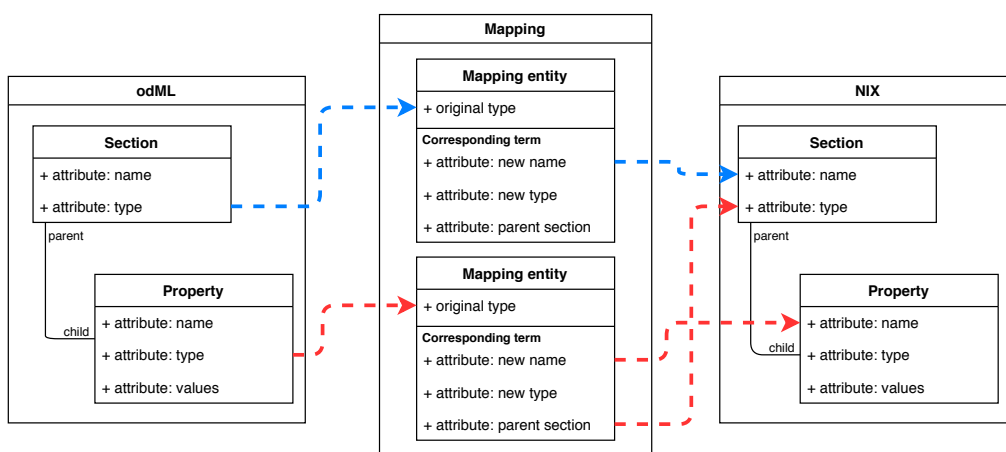 odML
Section
+ attribute: name
+ attribute: type
parent
Property
+ attribute: name
child
+ attribute: type
+ attribute: values
Mapping
Mapping entity
+ original type
Corresponding term
+ attribute: new name
+ attribute: new type
+ attribute: parent section
Mapping entity
+ original type
Corresponding term
+ attribute: new name
+ attribute: new type
+ attribute: parent section
NIX
Section
+ attribute: name
+ attribute: type
parent
Property
+ attribute: name
child
+ attribute: type
+ attribute: values